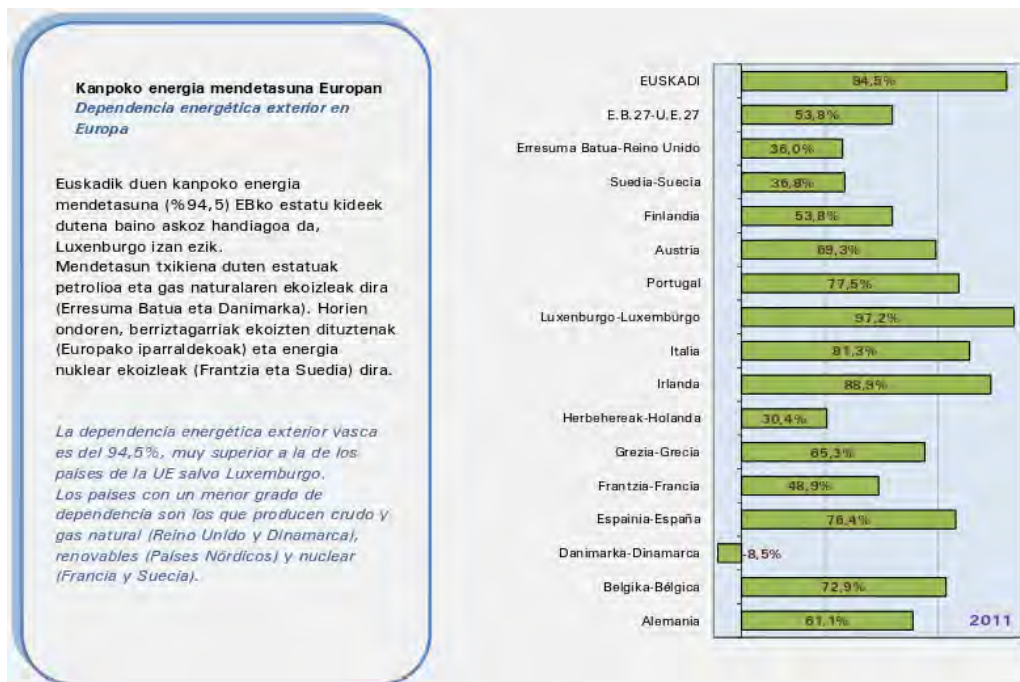 Kanpoko energia mendetasuna Europan
Dependencia energética exterior en
Europa
Euskadik duen kanpoko energia
mendetasuna (%94,5) EBko estatu kideek
dutena baino askoz handiagoa da,
Luxenburgo izan ezik.
Mendetasun txikiena duten estatuak
petrolioa eta gas naturalaren ekoizleak dira
(Erresuma Batua eta Danimarka). Horien
ondoren, berriztagarriak ekoizten dituztenak
(Europako iparraldekoak) eta energia
nuklear ekoizleak (Frantzia eta Suedia) dira.
La dependencia energética exterior vasca
es del 94,5%, muy superior a la de los
países de la UE salvo Luxemburgo.
Los países con un menor grado de
dependencia son los que producen crudo y
gas natural (Reino Unido y Dinamarca),
renovables (Países Nórdicos) y nuclear
(Francia y Suecia).
EUSKADI 94,5%
E.B.27-U.E.27 53,8%
Erresuma Batua-Reino Unido 36,0%
Suedia-Suecia 36,8%
Finlandia 53,8%
Austria 69,3%
Portugal 77,5%
Luxenburgo-Luxemburgo 97,2%
Italia 81,3%
Irlanda 88,9%
Herbehereak-Holanda 30,4%
Grezia-Grecia 65,3%
Frantzia-Francia 48,9%
Espainia-España 76,4%
Danimarka-Dinamarca -8,5%
Belgika-Bélgica 72,9%
Alemania 61,1%
2011